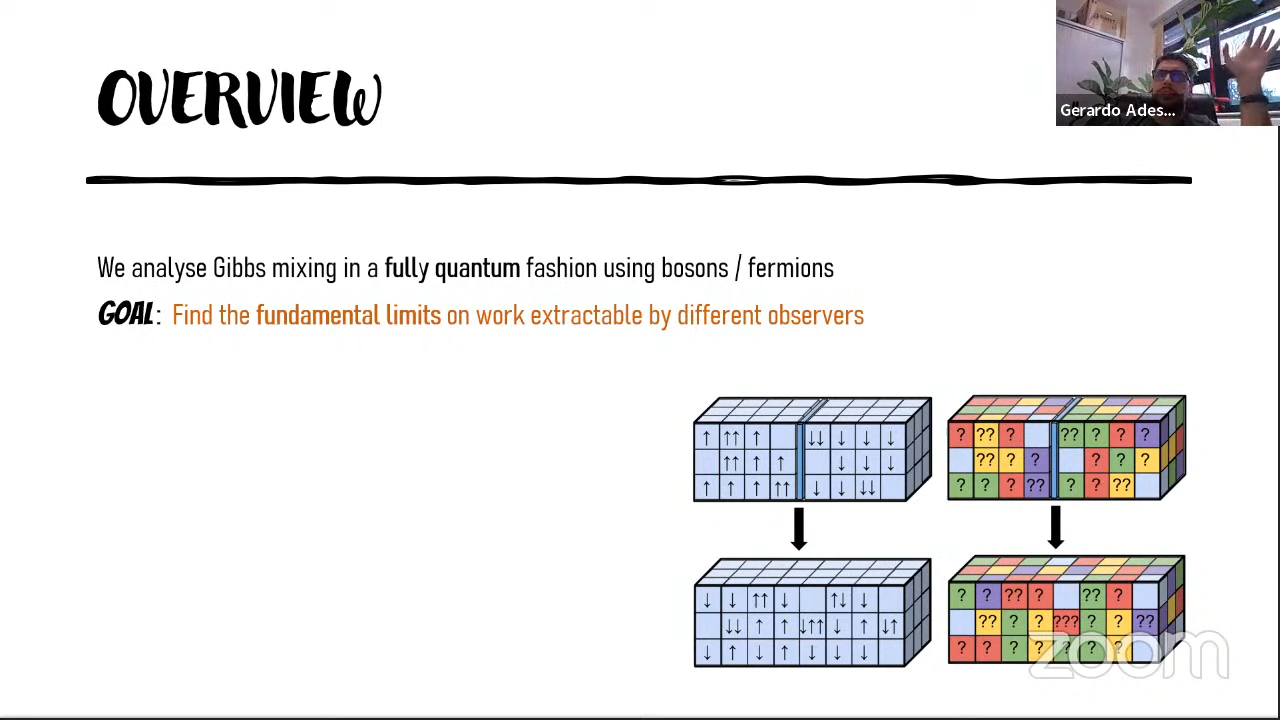 OVERVIEW
Gerardo Ades...
We analyse Gibbs mixing in a fully quantum fashion using bosons / fermions
GOAL: Find the fundamental limits on work extractable by different observers
↑ ↑↑ ↑ ↓↓ ↓ ↓ ↓
↑↑ ↑ ↑ ↓ ↓ ↓
↑ ↑ ↑ ↑↑ ↓ ↓ ↓↓
? ?? ? ?? ? ? ?
?? ? ? ? ? ?
? ? ? ?? ? ? ??
↓ ↓ ↑↑ ↓ ↑↓ ↓
↓↓ ↑ ↑ ↓↑↑ ↓ ↑ ↓↑
↓ ↑ ↓ ↑ ↓ ↓ ↓
? ? ?? ? ?? ?
?? ? ? ??? ? ? ??
? ? ? ? ? ? ?
zoom